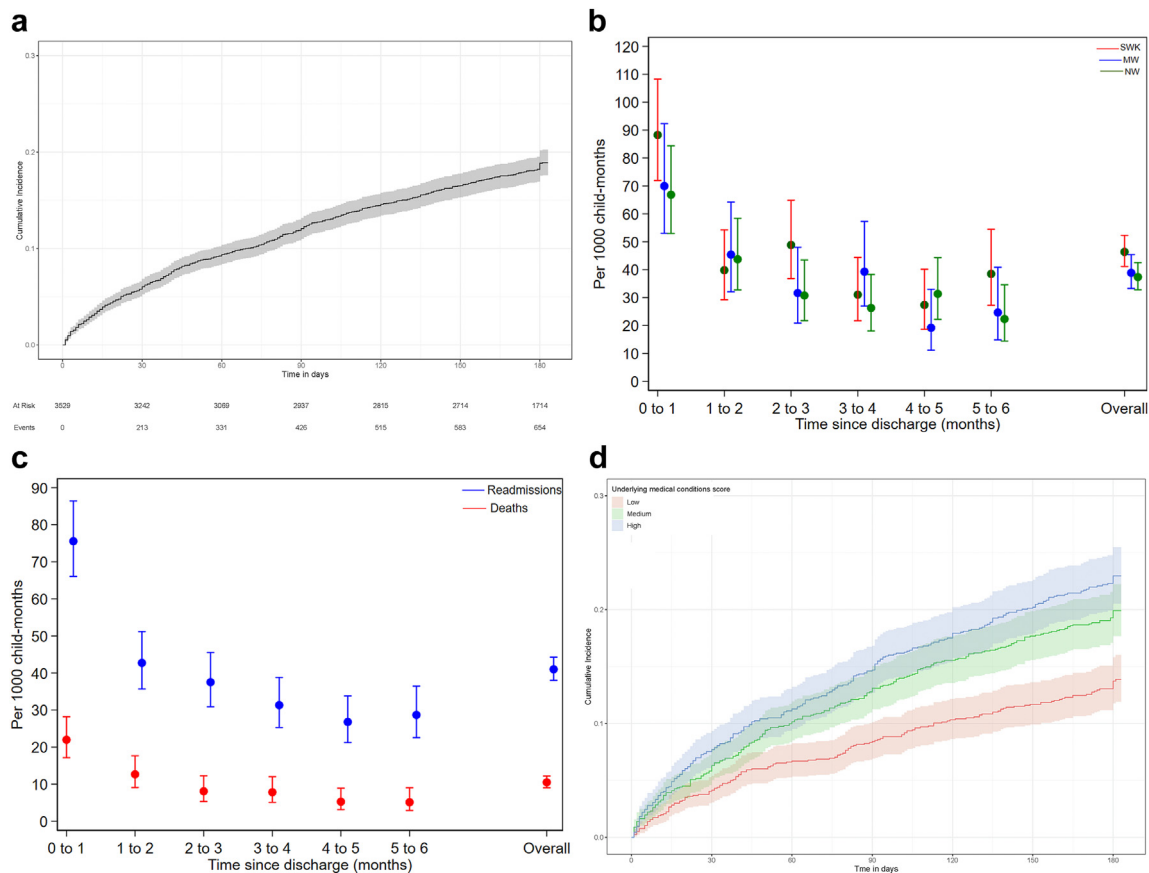 a
0.3
0.2
0.1
0.0
Cumulative Incidence
0 30 60 90 120 150 180
Time in days
At Risk 3529 3242 3069 2937 2815 2714 1714
Events 0 213 331 426 515 583 654
b
SWK
MW
NW
120
110
100
90
80
70
60
50
40
30
20
10
0
Per 1000 child-months
0 to 1 1 to 2 2 to 3 3 to 4 4 to 5 5 to 6 Overall
Time since discharge (months)
c
Readmissions
Deaths
90
80
70
60
50
40
30
20
10
0
Per 1000 child-months
0 to 1 1 to 2 2 to 3 3 to 4 4 to 5 5 to 6 Overall
Time since discharge (months)
d
Underlying medical conditions score
Low
Medium
High
0.3
0.2
0.1
0.0
Cumulative Incidence
0 30 60 90 120 150 180
Tme in days